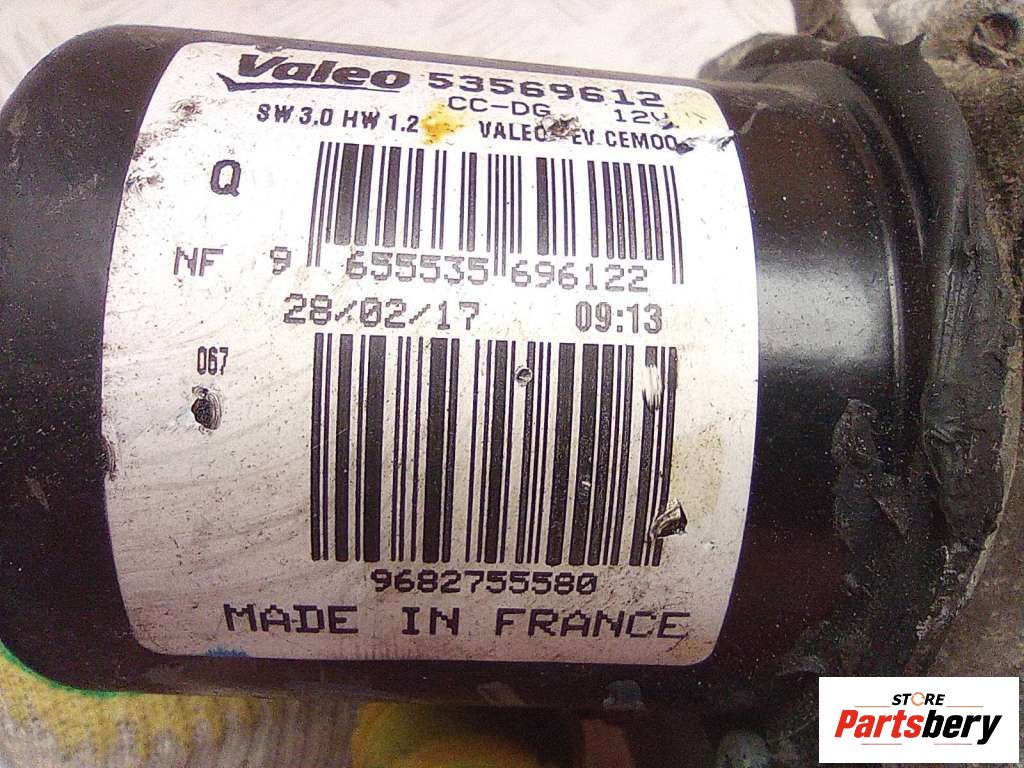 Valeo 53569612
CC-DG 12V
SW 3.0 HW 1.2 VALEO EV CEM00
Q
NF 9 655535 696122
28/02/17 09:13
067
9682755580
MADE IN FRANCE
STORE
Partsbery